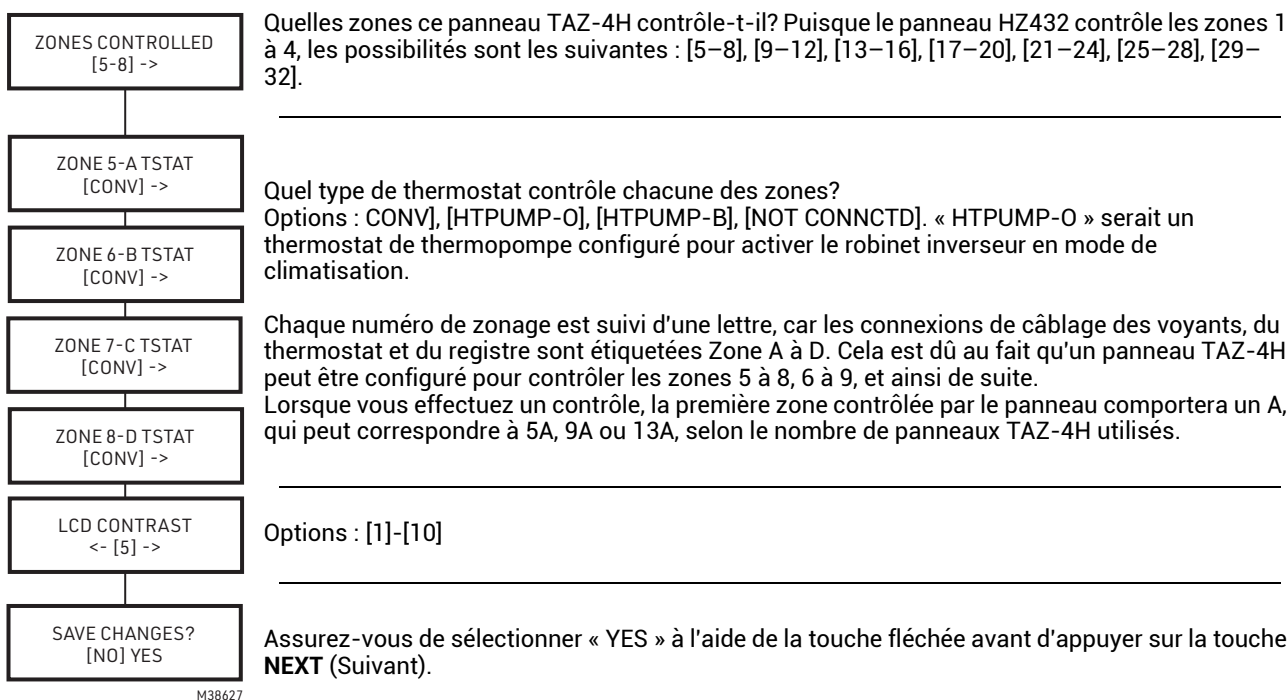 ZONES CONTROLLED
[5-8] ->
Quelles zones ce panneau TAZ-4H contrôle-t-il? Puisque le panneau HZ432 contrôle les zones 1
à 4, les possibilités sont les suivantes : [5–8], [9–12], [13–16], [17–20], [21–24], [25–28], [29–
32].
ZONE 5-A TSTAT
[CONV] ->
ZONE 6-B TSTAT
[CONV] ->
Quel type de thermostat contrôle chacune des zones?
Options : CONV], [HTPUMP-O], [HTPUMP-B], [NOT CONNCTD]. « HTPUMP-O » serait un
thermostat de thermopompe configuré pour activer le robinet inverseur en mode de
climatisation.
ZONE 7-C TSTAT
[CONV] ->
ZONE 8-D TSTAT
[CONV] ->
Chaque numéro de zonage est suivi d'une lettre, car les connexions de câblage des voyants, du
thermostat et du registre sont étiquetées Zone A à D. Cela est dû au fait qu'un panneau TAZ-4H
peut être configuré pour contrôler les zones 5 à 8, 6 à 9, et ainsi de suite.
Lorsque vous effectuez un contrôle, la première zone contrôlée par le panneau comportera un A,
qui peut correspondre à 5A, 9A ou 13A, selon le nombre de panneaux TAZ-4H utilisés.
LCD CONTRAST
<- [5] ->
Options : [1]-[10]
SAVE CHANGES?
[NO] YES
Assurez-vous de sélectionner « YES » à l'aide de la touche fléchée avant d'appuyer sur la touche
NEXT (Suivant).
M38627